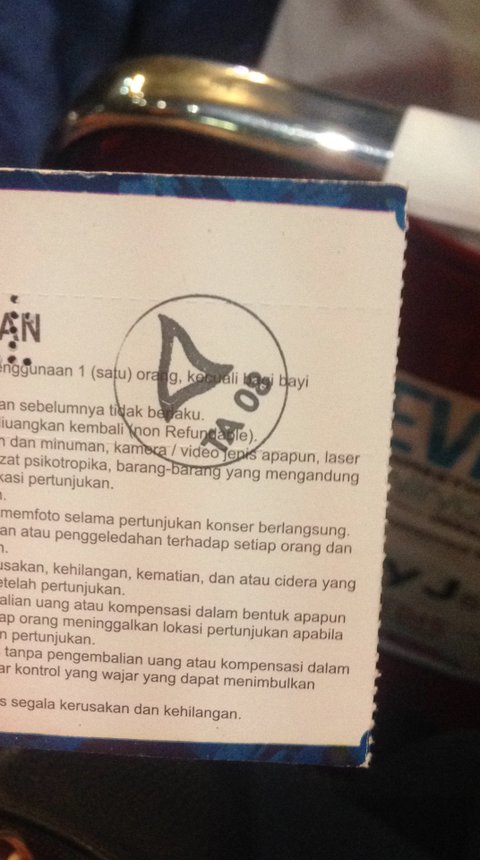 AN
enggunaan 1 (satu) orang, kecuali bagi bayi
an sebelumnya tidak berlaku.
iuangkan kembali (non Refundable).
n dan minuman, kamera / video jenis apapun, laser
zat psikotropika, barang-barang yang mengandung
kasi pertunjukan.
n.
memfoto selama pertunjukan konser berlangsung.
an atau penggeledahan terhadap setiap orang dan
n.
usakan, kehilangan, kematian, dan atau cidera yang
etelah pertunjukan.
alian uang atau kompensasi dalam bentuk apapun
ap orang meninggalkan lokasi pertunjukan apabila
n pertunjukan.
tanpa pengembalian uang atau kompensasi dalam
ar kontrol yang wajar yang dapat menimbulkan
s segala kerusakan dan kehilangan.
TA 08
EV
y J